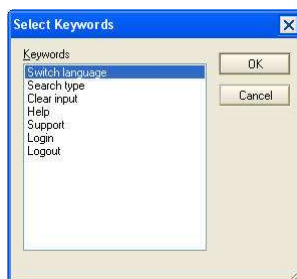 Select Keywords
Keywords
Switch language
Search type
Clear input
Help
Support
Login
Logout
OK
Cancel